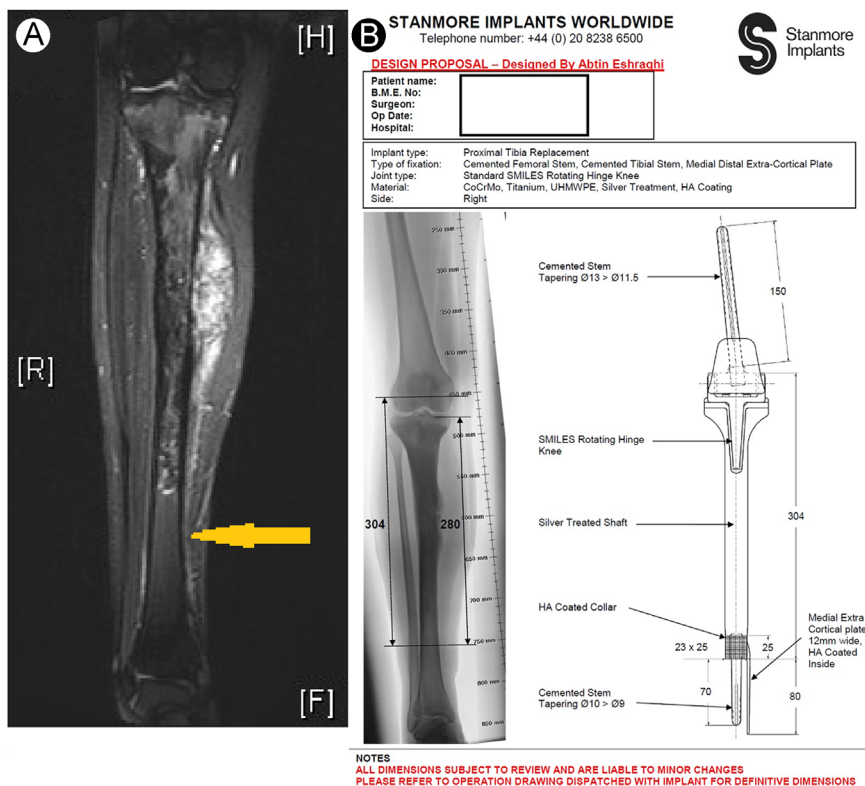 A
[H]
[R]
[F]
B
STANMORE IMPLANTS WORLDWIDE
Telephone number: +44 (0) 20 8238 6500
Stanmore
Implants
DESIGN PROPOSAL – Designed By Abtin Eshraghi
Patient name:
B.M.E. No:
Surgeon:
Op Date:
Hospital:
Implant type: Proximal Tibia Replacement
Type of fixation: Cemented Femoral Stem, Cemented Tibial Stem, Medial Distal Extra-Cortical Plate
Joint type: Standard SMILES Rotating Hinge Knee
Material: CoCrMo, Titanium, UHMWPE, Silver Treatment, HA Coating
Side: Right
250 mm
300 mm
350 mm
400 mm
450 mm
500 mm
550 mm
600 mm
650 mm
700 mm
750 mm
800 mm
850 mm
304
280
Cemented Stem
Tapering Ø13 > Ø11.5
150
SMILES Rotating Hinge
Knee
Silver Treated Shaft
304
HA Coated Collar
23 x 25
25
Medial Extra
Cortical plate
12mm wide,
HA Coated
Inside
Cemented Stem
Tapering Ø10 > Ø9
70
80
NOTES
ALL DIMENSIONS SUBJECT TO REVIEW AND ARE LIABLE TO MINOR CHANGES
PLEASE REFER TO OPERATION DRAWING DISPATCHED WITH IMPLANT FOR DEFINITIVE DIMENSIONS